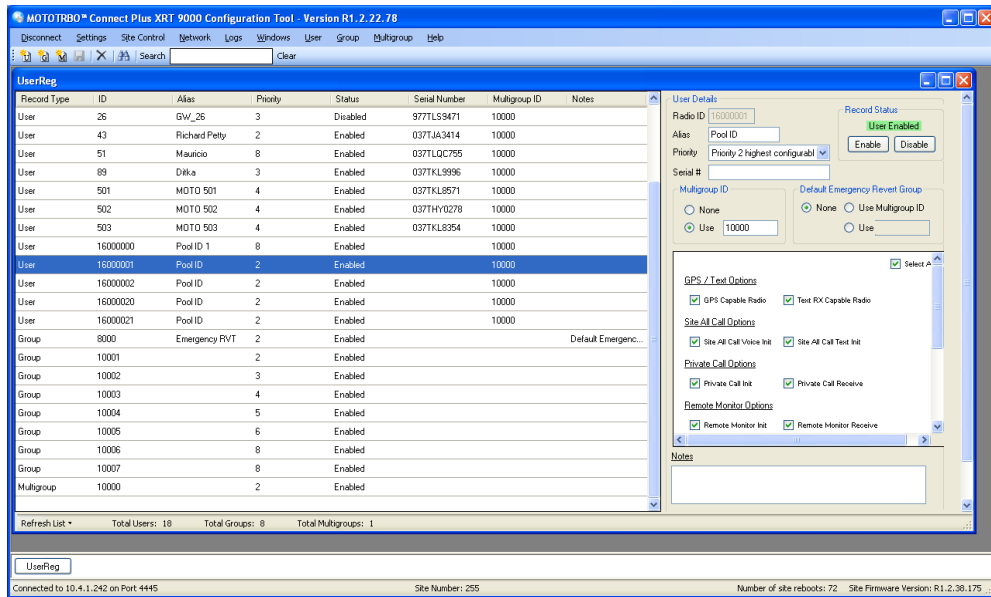 MOTOTRBO™ Connect Plus XRT 9000 Configuration Tool - Version R1.2.22.78
Disconnect Settings Site Control Network Logs Windows User Group Multigroup Help
Search Clear
UserReg
Record Type ID Alias Priority Status Serial Number Multigroup ID Notes
User 26 GW_26 3 Disabled 977TLS9471 10000
User 43 Richard Petty 2 Enabled 037TJA3414 10000
User 51 Mauricio 8 Enabled 037TLQC755 10000
User 89 Ditka 3 Enabled 037TKL9996 10000
User 501 MOTO 501 4 Enabled 037TKL8571 10000
User 502 MOTO 502 4 Enabled 037THY0278 10000
User 503 MOTO 503 4 Enabled 037TKL8354 10000
User 16000000 Pool ID 1 8 Enabled 10000
User 16000001 Pool ID 2 Enabled 10000
User 16000002 Pool ID 2 Enabled 10000
User 16000020 Pool ID 2 Enabled 10000
User 16000021 Pool ID 2 Enabled 10000
Group 8000 Emergency RVT 2 Enabled Default Emergenc...
Group 10001 2 Enabled
Group 10002 3 Enabled
Group 10003 4 Enabled
Group 10004 5 Enabled
Group 10005 6 Enabled
Group 10006 8 Enabled
Group 10007 8 Enabled
Multigroup 10000 2 Enabled
Refresh List Total Users: 18 Total Groups: 8 Total Multigroups: 1
User Details
Radio ID 16000001
Alias Pool ID
Priority Priority 2 highest configurabl
Serial #
Record Status
User Enabled
Enable Disable
Multigroup ID
None
Use 10000
Default Emergency Revert Group
None Use Multigroup ID
Use
Select A
GPS / Text Options
GPS Capable Radio Text RX Capable Radio
Site All Call Options
Site All Call Voice Init Site All Call Text Init
Private Call Options
Private Call Init Private Call Receive
Remote Monitor Options
Remote Monitor Init Remote Monitor Receive
Notes
UserReg
Connected to 10.4.1.242 on Port 4445 Site Number: 255 Number of site reboots: 72 Site Firmware Version: R1.2.38.175